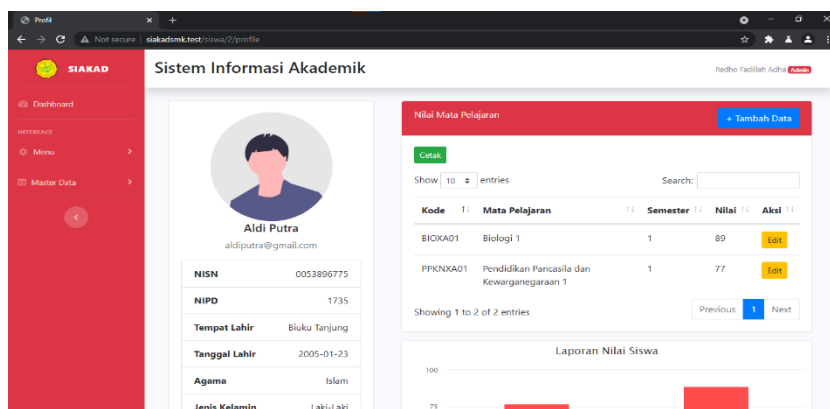 Profil
Not secure siakadsmk.test/siswa/2/profile
SIAKAD
Sistem Informasi Akademik
Redho Fadillah Adha Admin
Dashboard
INTERFACE
Menu
Master Data
Aldi Putra
aldiputra@gmail.com
NISN 0053896775
NIPD 1735
Tempat Lahir Biuku Tanjung
Tanggal Lahir 2005-01-23
Agama Islam
Jenis Kelamin Laki-Laki
Nilai Mata Pelajaran
+ Tambah Data
Cetak
Show 10 entries Search:
Kode Mata Pelajaran Semester Nilai Aksi
BIOXA01 Biologi 1 1 89 Edit
PPKNXA01 Pendidikan Pancasila dan 1 77 Edit
Kewarganegaraan 1
Showing 1 to 2 of 2 entries
Previous 1 Next
Laporan Nilai Siswa
100
75